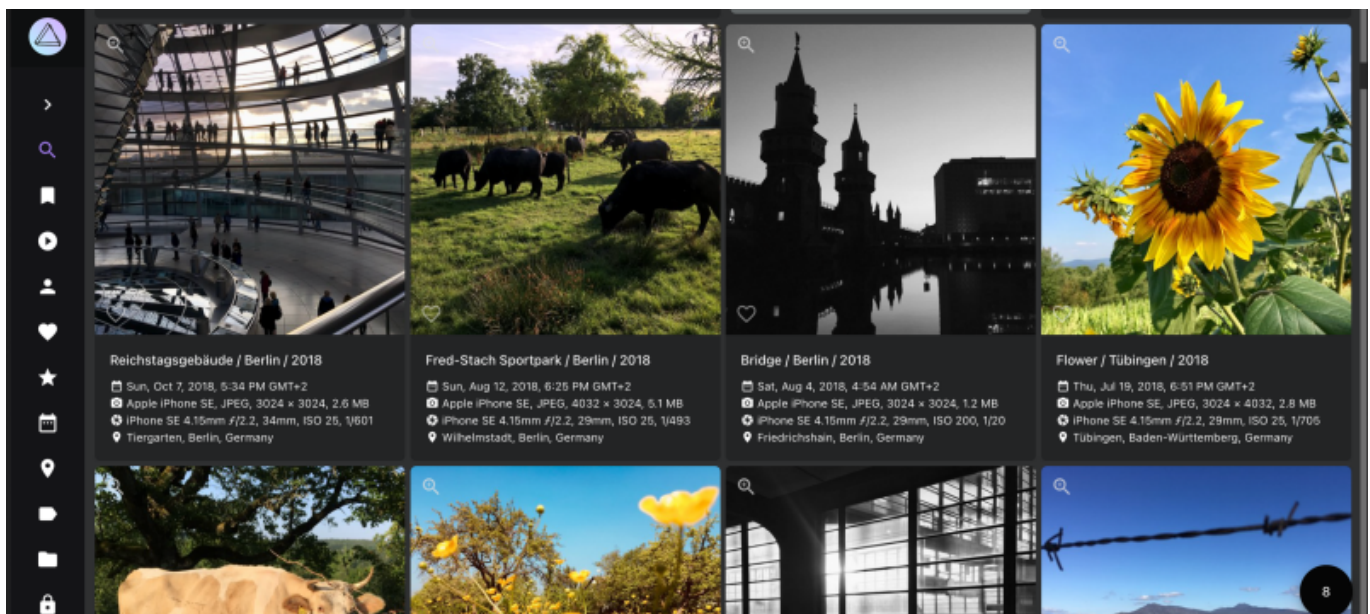 Reichstagsgebäude / Berlin / 2018
Sun, Oct 7, 2018, 5:34 PM GMT+2
Apple iPhone SE, JPEG, 3024 × 3024, 2.6 MB
iPhone SE 4.15mm ƒ/2.2, 34mm, ISO 25, 1/601
Tiergarten, Berlin, Germany
Fred-Stach Sportpark / Berlin / 2018
Sun, Aug 12, 2018, 6:25 PM GMT+2
Apple iPhone SE, JPEG, 4032 × 3024, 5.1 MB
iPhone SE 4.15mm ƒ/2.2, 29mm, ISO 25, 1/493
Wilhelmstadt, Berlin, Germany
Bridge / Berlin / 2018
Sat, Aug 4, 2018, 4:54 AM GMT+2
Apple iPhone SE, JPEG, 3024 × 3024, 1.2 MB
iPhone SE 4.15mm ƒ/2.2, 29mm, ISO 200, 1/20
Friedrichshain, Berlin, Germany
Flower / Tübingen / 2018
Thu, Jul 19, 2018, 6:51 PM GMT+2
Apple iPhone SE, JPEG, 3024 × 4032, 2.8 MB
iPhone SE 4.15mm ƒ/2.2, 29mm, ISO 25, 1/705
Tübingen, Baden-Württemberg, Germany
8